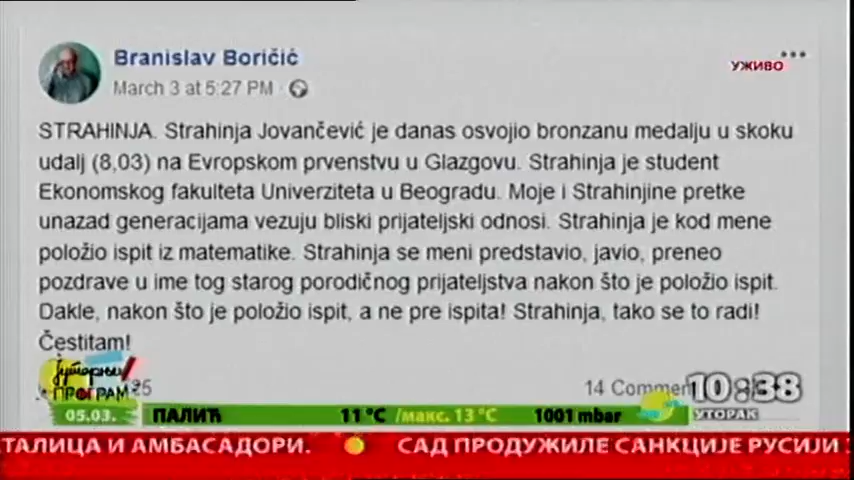 Branislav Boričić
УЖИВО
March 3 at 5:27 PM
STRAHINJA. Strahinja Jovančević je danas osvojio bronzanu medalju u skoku
udalj (8,03) na Evropskom prvenstvu u Glazgovu. Strahinja je student
Ekonomskog fakulteta Univerziteta u Beogradu. Moje i Strahinjine pretke
unazad generacijama vezuju bliski prijateljski odnosi. Strahinja je kod mene
položio ispit iz matematike. Strahinja se meni predstavio, javio, preneo
pozdrave u ime tog starog porodičnog prijateljstva nakon što je položio ispit.
Dakle, nakon što je položio ispit, a ne pre ispita! Strahinja, tako se to radi!
Čestitam!
Јутарњи
ПРОГРАМ
14 Commen
10:38
05.03.
ПАЛИЋ 11°C /макс. 13°C 1001 mbar
УТОРАК
ТАЛИЦА И АМБАСАДОРИ. САД ПРОДУЖИЛЕ САНКЦИЈЕ РУСИЈИ